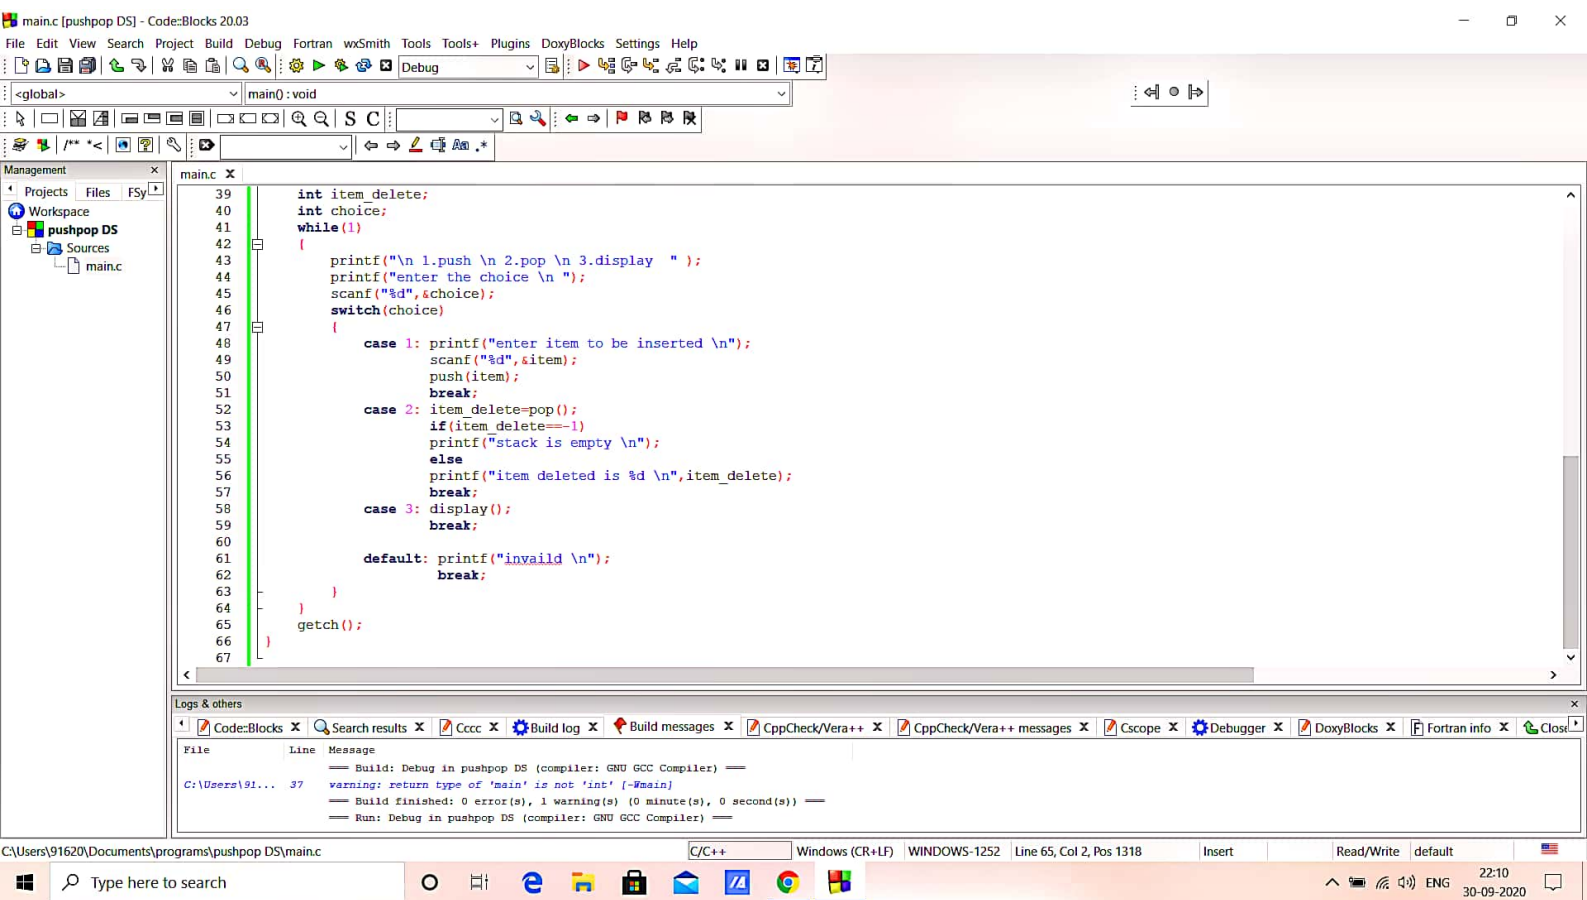 main.c [pushpop DS] - Code::Blocks 20.03
File Edit View Search Project Build Debug Fortran wxSmith Tools Tools+ Plugins DoxyBlocks Settings Help
Debug
<global> main() : void
S C
/** *< Aa .*
Management
main.c
Projects Files FSy
Workspace
pushpop DS
Sources
main.c
39 int item_delete;
40 int choice;
41 while(1)
42 {
43 printf("\n 1.push \n 2.pop \n 3.display  " );
44 printf("enter the choice \n ");
45 scanf("%d",&choice);
46 switch(choice)
47 {
48 case 1: printf("enter item to be inserted \n");
49 scanf("%d",&item);
50 push(item);
51 break;
52 case 2: item_delete=pop();
53 if(item_delete==-1)
54 printf("stack is empty \n");
55 else
56 printf("item deleted is %d \n",item_delete);
57 break;
58 case 3: display();
59 break;
60
61 default: printf("invaild \n");
62 break;
63 }
64 }
65 getch();
66 }
67
Logs & others
Code::Blocks Search results Cccc Build log Build messages CppCheck/Vera++ CppCheck/Vera++ messages Cscope Debugger DoxyBlocks Fortran info Close
File Line Message
=== Build: Debug in pushpop DS (compiler: GNU GCC Compiler) ===
C:\Users\91... 37 warning: return type of 'main' is not 'int' [-Wmain]
=== Build finished: 0 error(s), 1 warning(s) (0 minute(s), 0 second(s)) ===
=== Run: Debug in pushpop DS (compiler: GNU GCC Compiler) ===
C:\Users\91620\Documents\programs\pushpop DS\main.c C/C++ Windows (CR+LF) WINDOWS-1252 Line 65, Col 2, Pos 1318 Insert Read/Write default
Type here to search
ENG
22:10
30-09-2020